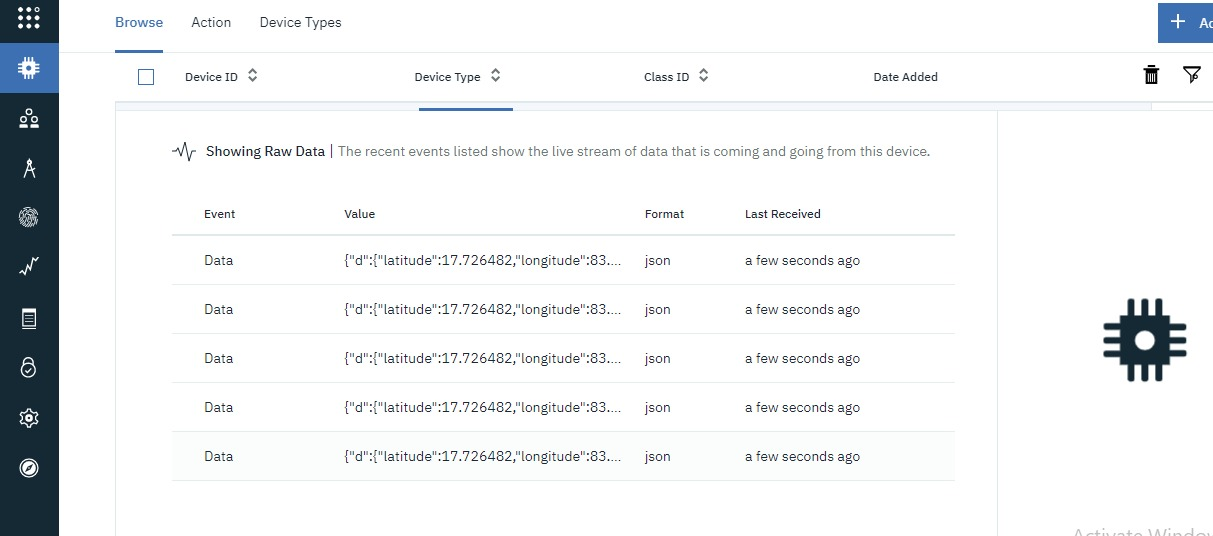 Browse Action Device Types
Device ID Device Type Class ID Date Added
Showing Raw Data | The recent events listed show the live stream of data that is coming and going from this device.
Event Value Format Last Received
Data {"d":{"latitude":17.726482,"longitude":83.... json a few seconds ago
Data {"d":{"latitude":17.726482,"longitude":83.... json a few seconds ago
Data {"d":{"latitude":17.726482,"longitude":83.... json a few seconds ago
Data {"d":{"latitude":17.726482,"longitude":83.... json a few seconds ago
Data {"d":{"latitude":17.726482,"longitude":83.... json a few seconds ago
Activate